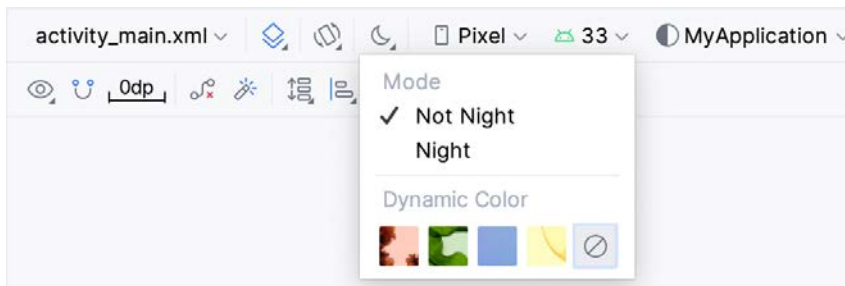 activity_main.xml Pixel 33 MyApplication
0dp
Mode
Not Night
Night
Dynamic Color